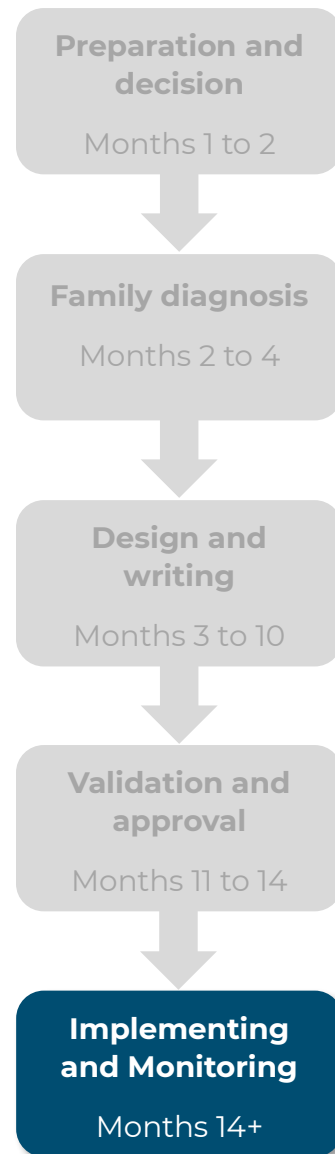 Preparation and
decision
Months 1 to 2
Family diagnosis
Months 2 to 4
Design and
writing
Months 3 to 10
Validation and
approval
Months 11 to 14
Implementing
and Monitoring
Months 14+